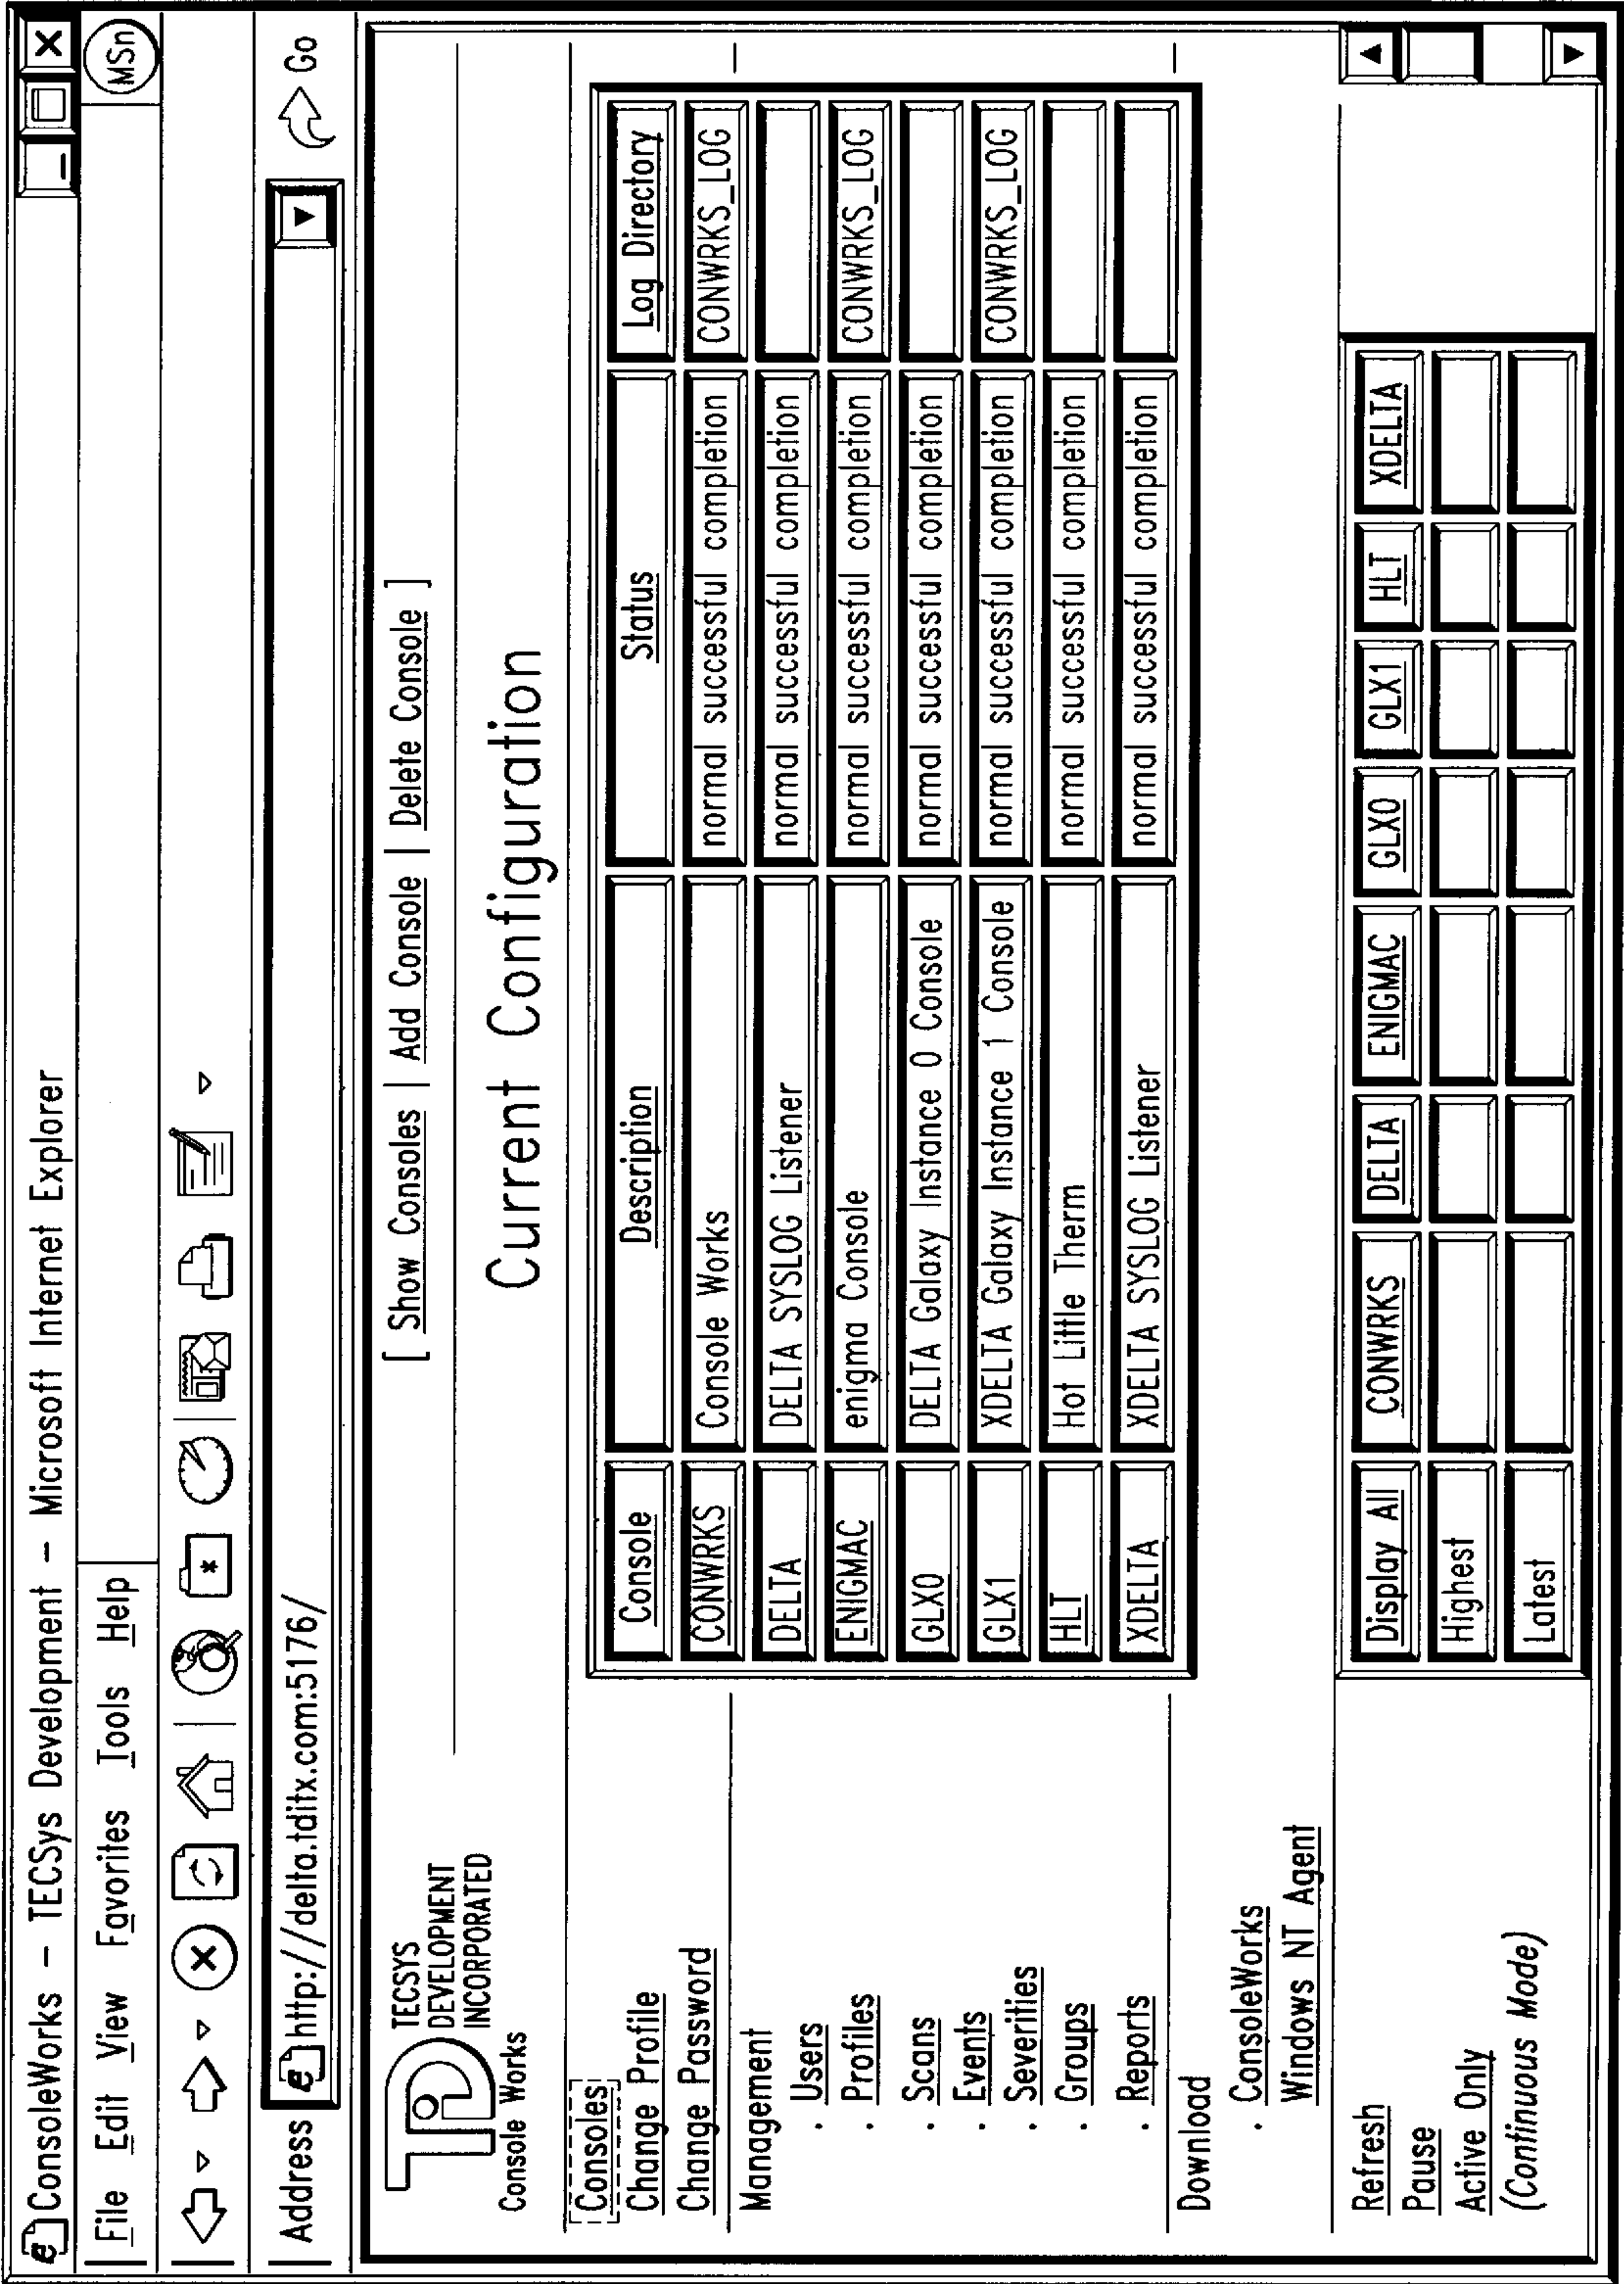 ConsoleWorks - TECSys Development - Microsoft Internet Explorer
File Edit View Favorites Tools Help
MSn
Address http://delta.tditx.com:5176/ Go
TECSYS
DEVELOPMENT
INCORPORATED
Console Works
[ Show Consoles | Add Console | Delete Console ]
Current Configuration
Consoles
Change Profile
Change Password
Management
. Users
. Profiles
. Scans
. Events
. Severities
. Groups
. Reports
Download
. ConsoleWorks
Windows NT Agent
Console Description Status Log Directory
CONWRKS Console Works normal successful completion CONWRKS_LOG
DELTA DELTA SYSLOG Listener normal successful completion
ENIGMAC enigma Console normal successful completion CONWRKS_LOG
GLX0 DELTA Galaxy Instance 0 Console normal successful completion
GLX1 XDELTA Galaxy Instance 1 Console normal successful completion CONWRKS_LOG
HLT Hot Little Therm normal successful completion
XDELTA XDELTA SYSLOG Listener normal successful completion
Refresh
Pause
Active Only
(Continuous Mode)
Display All CONWRKS DELTA ENIGMAC GLX0 GLX1 HLT XDELTA
Highest
Latest